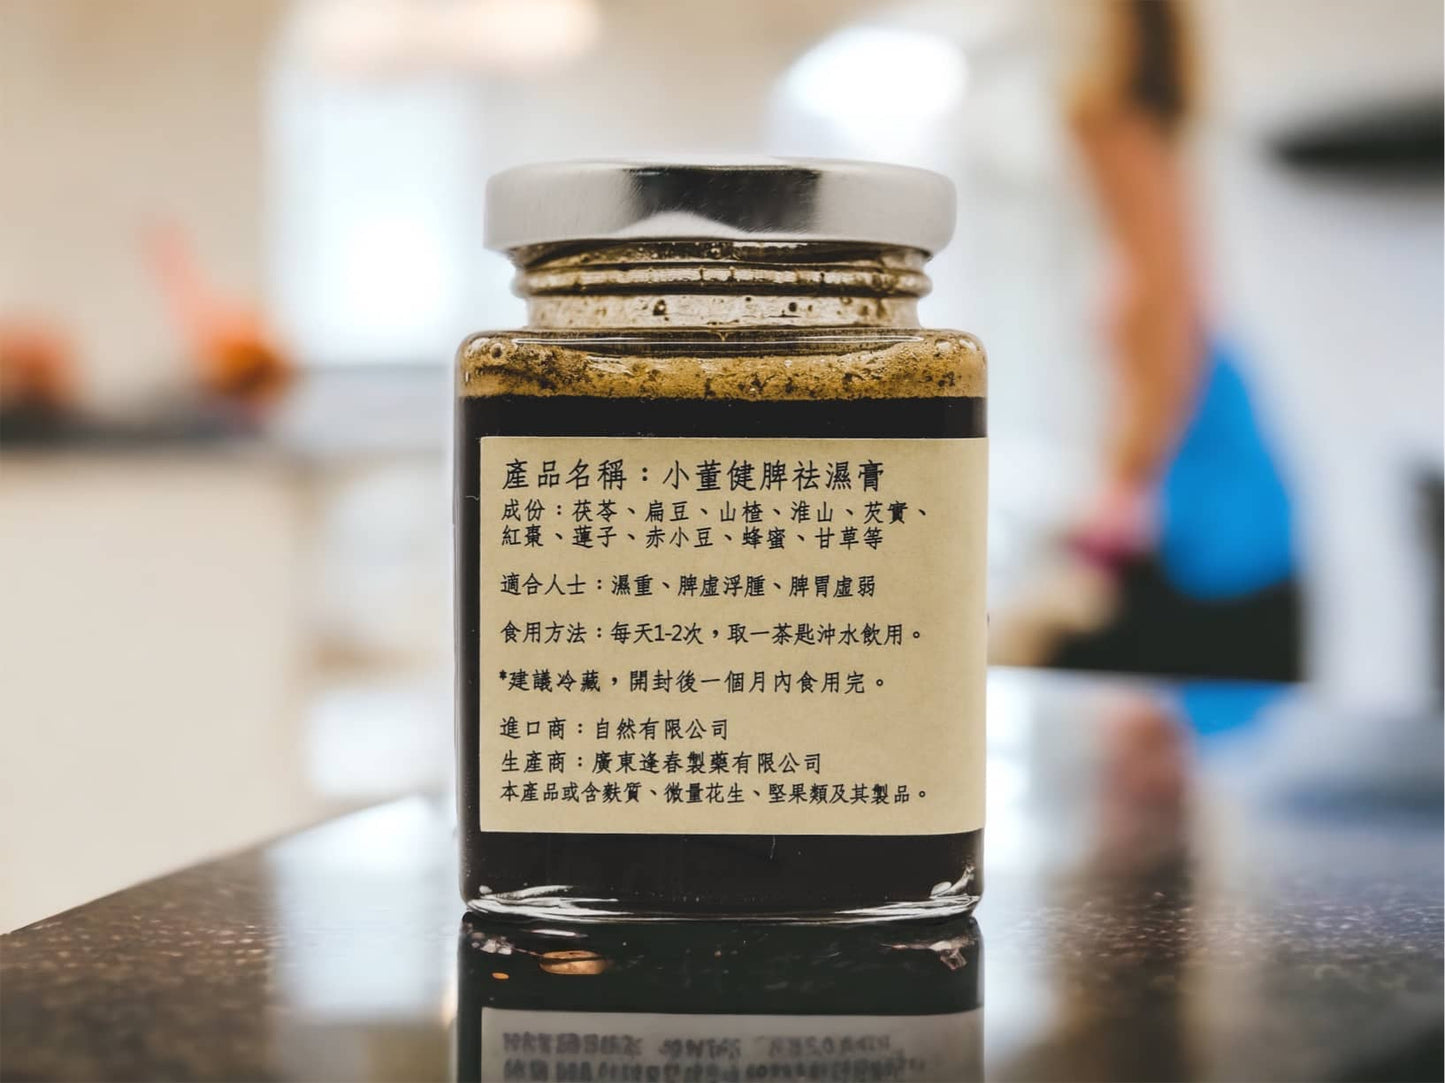 產品名稱：小董健脾祛濕膏
成份：茯苓、扁豆、山楂、淮山、芡實、
紅棗、蓮子、赤小豆、蜂蜜、甘草等
適合人士：濕重、脾虛浮腫、脾胃虛弱
食用方法：每天1-2次，取一茶匙沖水飲用。
*建議冷藏，開封後一個月內食用完。
進口商：自然有限公司
生產商：廣東逢春製藥有限公司
本產品或含麩質、微量花生、堅果類及其製品。